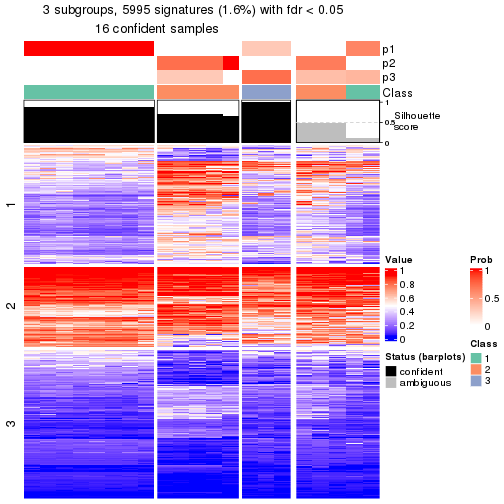 3 subgroups, 5995 signatures (1.6%) with fdr < 0.05
16 confident samples
p1
p2
p3
Class
1
0.5
0
Silhouette
score
1
2
3
Value
1
0.8
0.6
0.4
0.2
0
Prob
1
0.5
0
Status (barplots)
confident
ambiguous
Class
1
2
3